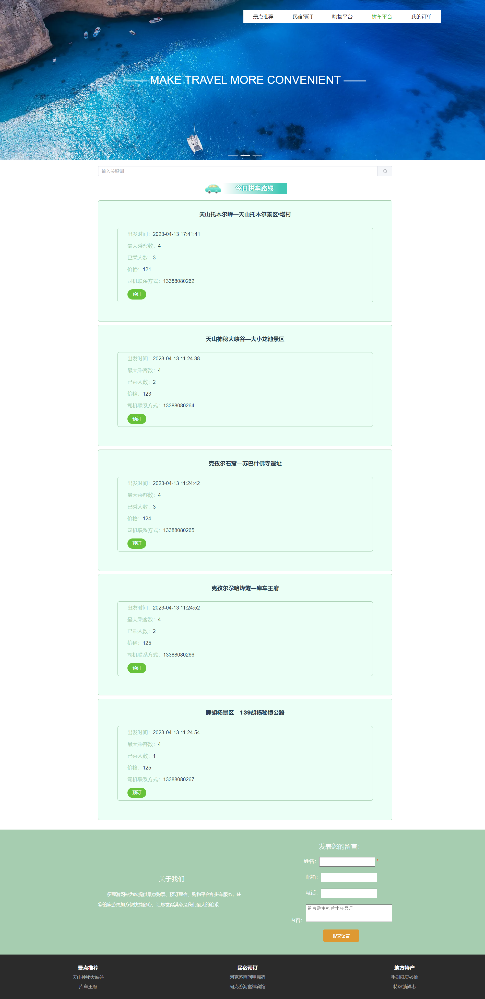 景点推荐 民宿预订 购物平台 拼车平台 我的订单
—— MAKE TRAVEL MORE CONVENIENT ——
输入关键词
今日拼车路线
天山托木尔峰—天山托木尔景区·塔村
出发时间：2023-04-13 17:41:41
最大乘客数：4
已乘人数：3
价格：121
司机联系方式：13388080262
预订
天山神秘大峡谷—大小龙池景区
出发时间：2023-04-13 11:24:38
最大乘客数：4
已乘人数：2
价格：123
司机联系方式：13388080264
预订
克孜尔石窟—苏巴什佛寺遗址
出发时间：2023-04-13 11:24:42
最大乘客数：4
已乘人数：3
价格：124
司机联系方式：13388080265
预订
克孜尔尕哈烽燧—库车王府
出发时间：2023-04-13 11:24:52
最大乘客数：4
已乘人数：2
价格：125
司机联系方式：13388080266
预订
睡胡杨景区—139胡杨秘境公路
出发时间：2023-04-13 11:24:54
最大乘客数：4
已乘人数：1
价格：125
司机联系方式：13388080267
预订
关于我们
便民游网站为您提供景点购票、预订民宿、购物平台和拼车服务，使
您的旅游更加方便快捷舒心。让您觉得满意是我们最大的追求
发表您的留言：
姓名： *
邮箱：
电话：
留言需审核后才会显示
内容：
提交留言
景点推荐 民宿预订 地方特产
天山神秘大峡谷 阿克苏百间里民宿 手剥纸皮核桃
库车王府 阿克苏海富祥宾馆 特级锁鲜枣